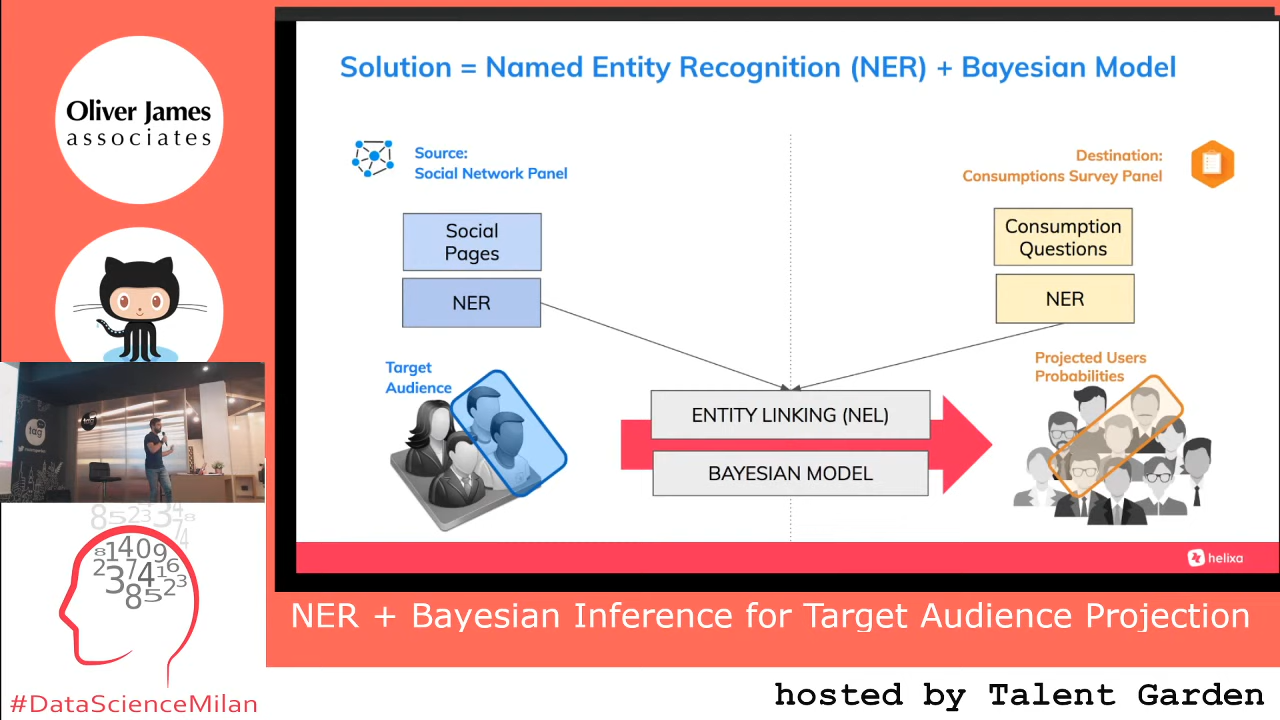 Oliver James
associates
Solution = Named Entity Recognition (NER) + Bayesian Model
Source:
Social Network Panel
Destination:
Consumptions Survey Panel
Social
Pages
NER
Consumption
Questions
NER
Target
Audience
Projected Users
Probabilities
ENTITY LINKING (NEL)
BAYESIAN MODEL
helixa
tag
NER + Bayesian Inference for Target Audience Projection
#DataScienceMilan
hosted by Talent Garden